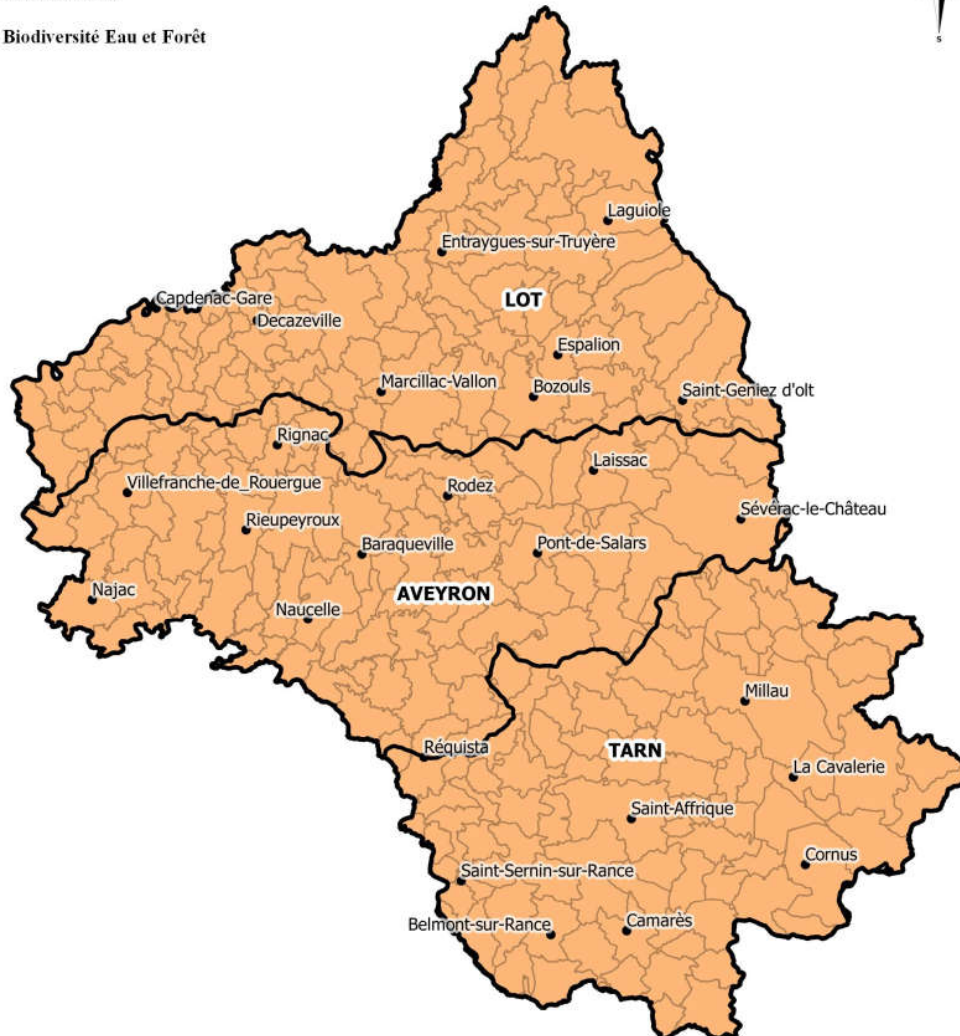 Biodiversité Eau et Forêt
S
Laguiole
Entraygues-sur-Truyère
LOT
Capdenac-Gare
Decazeville
Espalion
Marcillac-Vallon
Bozouls
Saint-Geniez d'olt
Rignac
Laissac
Villefranche-de_Rouergue
Rodez
Sévérac-le-Château
Rieupeyroux
Baraqueville
Pont-de-Salars
Najac
AVEYRON
Naucelle
Millau
Réquista
TARN
La Cavalerie
Saint-Affrique
Cornus
Saint-Sernin-sur-Rance
Belmont-sur-Rance
Camarès